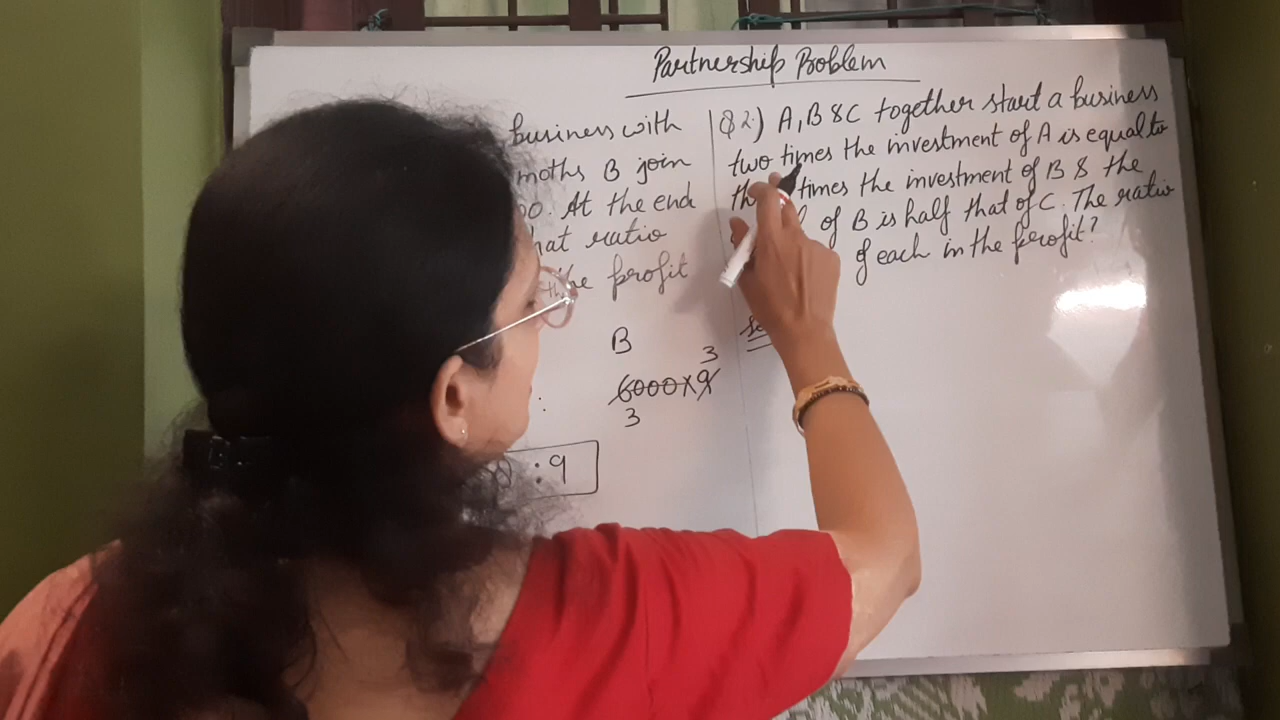 Partnership Problem
business with
moths B join
00. At the end
hat ratio
the profit
B
3
6000×9
3
:
:9
Q2.) A, B & C together start a business
two times the investment of A is equal to
times the investment of B & the
of B is half that of C. The ratio
of each in the profit?